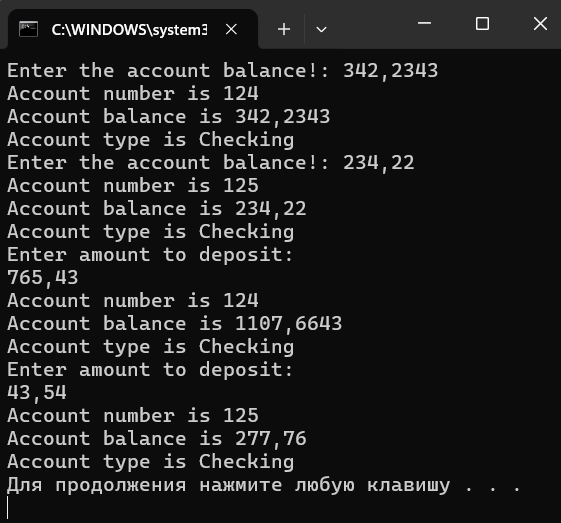 C:\WINDOWS\system3
Enter the account balance!: 342,2343
Account number is 124
Account balance is 342,2343
Account type is Checking
Enter the account balance!: 234,22
Account number is 125
Account balance is 234,22
Account type is Checking
Enter amount to deposit:
765,43
Account number is 124
Account balance is 1107,6643
Account type is Checking
Enter amount to deposit:
43,54
Account number is 125
Account balance is 277,76
Account type is Checking
Для продолжения нажмите любую клавишу . . .